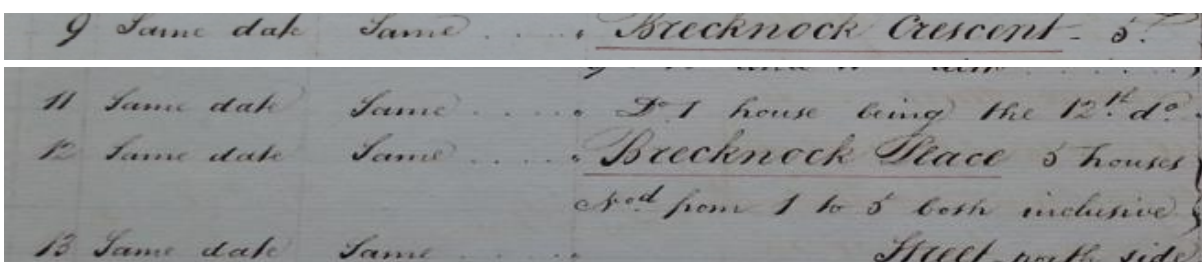 9 Same date Same . . . . . Brecknock Crescent - 5
11 Same date Same . . . . . Do. 1 house being the 12th do.
12 Same date Same . . . . . Brecknock Place 5 houses
Nod from 1 to 5 both inclusive
13 Same date Same . . . . . Street north side